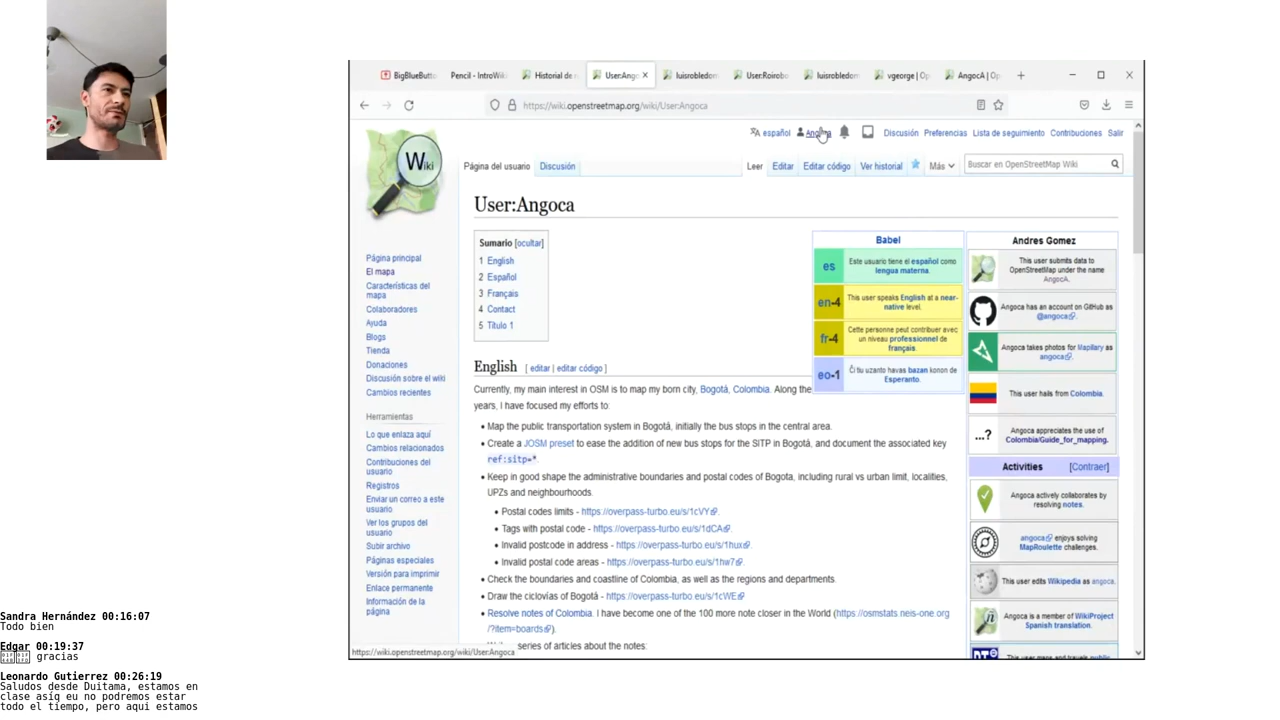 BigBlueButt
Pencil - IntroWiki
Historial de
User:Ang
luisrobledom
User:Roirobo
luisrobledom
vgeorge | Op
AngocA | Op
https://wiki.openstreetmap.org/wiki/User:Angoca
español
Angoca
Discusión
Preferencias
Lista de seguimiento
Contribuciones
Salir
Wiki
Página del usuario
Discusión
Leer
Editar
Editar código
Ver historial
Más
Buscar en OpenStreetMap Wiki
User:Angoca
Página principal
El mapa
Características del
mapa
Colaboradores
Ayuda
Blogs
Tienda
Donaciones
Discusión sobre el wiki
Cambios recientes
Herramientas
Lo que enlaza aquí
Cambios relacionados
Contribuciones del
usuario
Registros
Enviar un correo a este
usuario
Ver los grupos del
usuario
Subir archivo
Páginas especiales
Versión para imprimir
Enlace permanente
Información de la
página
Sumario [ocultar]
1 English
2 Español
3 Français
4 Contact
5 Título 1
Babel
es
Este usuario tiene el español como
lengua materna.
en-4
This user speaks English at a near-
native level.
fr-4
Cette personne peut contribuer avec
un niveau professionnel de
français.
eo-1
Ĉi tiu uzanto havas bazan konon de
Esperanto.
Andres Gomez
This user submits data to
OpenStreetMap under the name
AngocA.
Angoca has an account on GitHub as
@angoca.
Angoca takes photos for Mapillary as
angoca.
This user hails from Colombia.
...?
Angoca appreciates the use of
Colombia/Guide_for_mapping.
Activities [Contraer]
Angoca actively collaborates by
resolving notes.
angoca enjoys solving
MapRoulette challenges.
This user edits Wikipedia as angoca.
Angoca is a member of WikiProject
Spanish translation.
This user maps and travels public
English [ editar | editar código ]
Currently, my main interest in OSM is to map my born city, Bogotá, Colombia. Along the
years, I have focused my efforts to:
• Map the public transportation system in Bogotá, initially the bus stops in the central area.
• Create a JOSM preset to ease the addition of new bus stops for the SITP in Bogotá, and document the associated key
ref:sitp=*.
• Keep in good shape the administrative boundaries and postal codes of Bogota, including rural vs urban limit, localities,
UPZs and neighbourhoods.
• Postal codes limits - https://overpass-turbo.eu/s/1cVY.
• Tags with postal code - https://overpass-turbo.eu/s/1dCA.
• Invalid postcode in address - https://overpass-turbo.eu/s/1hux.
• Invalid postal code areas - https://overpass-turbo.eu/s/1hw7.
• Check the boundaries and coastline of Colombia, as well as the regions and departments.
• Draw the ciclovías of Bogotá - https://overpass-turbo.eu/s/1cWE
• Resolve notes of Colombia. I have become one of the 100 more note closer in the World (https://osmstats.neis-one.org
/?item=boards).
series of articles about the notes:
https://wiki.openstreetmap.org/wiki/User:Angoca
Sandra Hernández 00:16:07
Todo bien
Edgar 00:19:37
gracias
Leonardo Gutierrez 00:26:19
Saludos desde Duitama, estamos en
clase asig eu no podremos estar
todo el tiempo, pero aqui estamos